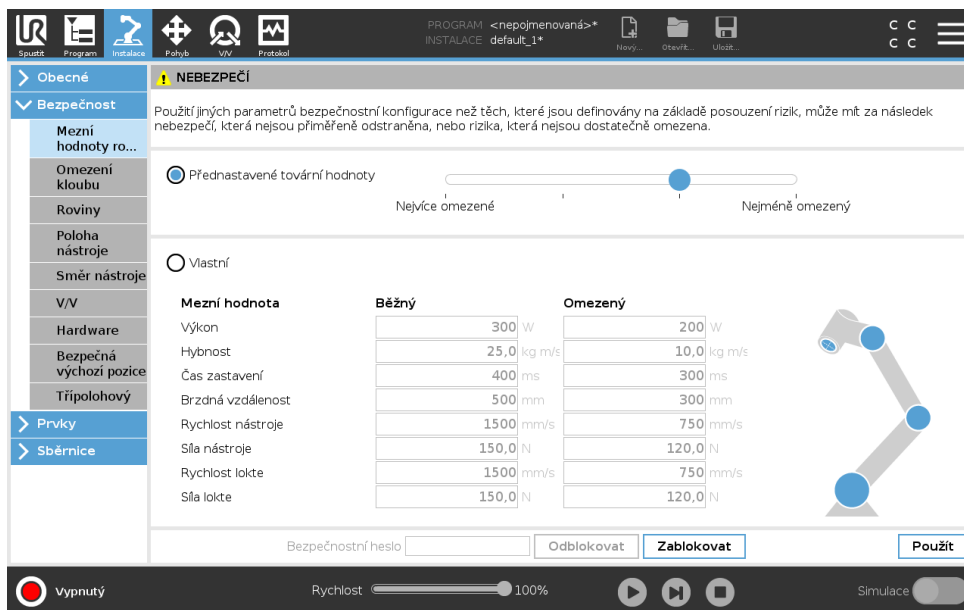 PROGRAM <nepojmenovaná>*
INSTALACE default_1*
Spustit Program Instalace Pohyb V/V Protokol Nový... Otevřít... Uložit...
C C
C C
Obecné
Bezpečnost
Mezní
hodnoty ro...
Omezení
kloubu
Roviny
Poloha
nástroje
Směr nástroje
V/V
Hardware
Bezpečná
výchozí pozice
Třípolohový
Prvky
Sběrnice
NEBEZPEČÍ
Použití jiných parametrů bezpečnostní konfigurace než těch, které jsou definovány na základě posouzení rizik, může mít za následek
nebezpečí, která nejsou přiměřeně odstraněna, nebo rizika, která nejsou dostatečně omezena.
Přednastavené tovární hodnoty
Nejvíce omezené Nejméně omezený
Vlastní
Mezní hodnota Běžný Omezený
Výkon 300 W 200 W
Hybnost 25,0 kg m/s 10,0 kg m/s
Čas zastavení 400 ms 300 ms
Brzdná vzdálenost 500 mm 300 mm
Rychlost nástroje 1500 mm/s 750 mm/s
Síla nástroje 150,0 N 120,0 N
Rychlost lokte 1500 mm/s 750 mm/s
Síla lokte 150,0 N 120,0 N
Bezpečnostní heslo Odblokovat Zablokovat Použít
Vypnutý Rychlost 100% Simulace